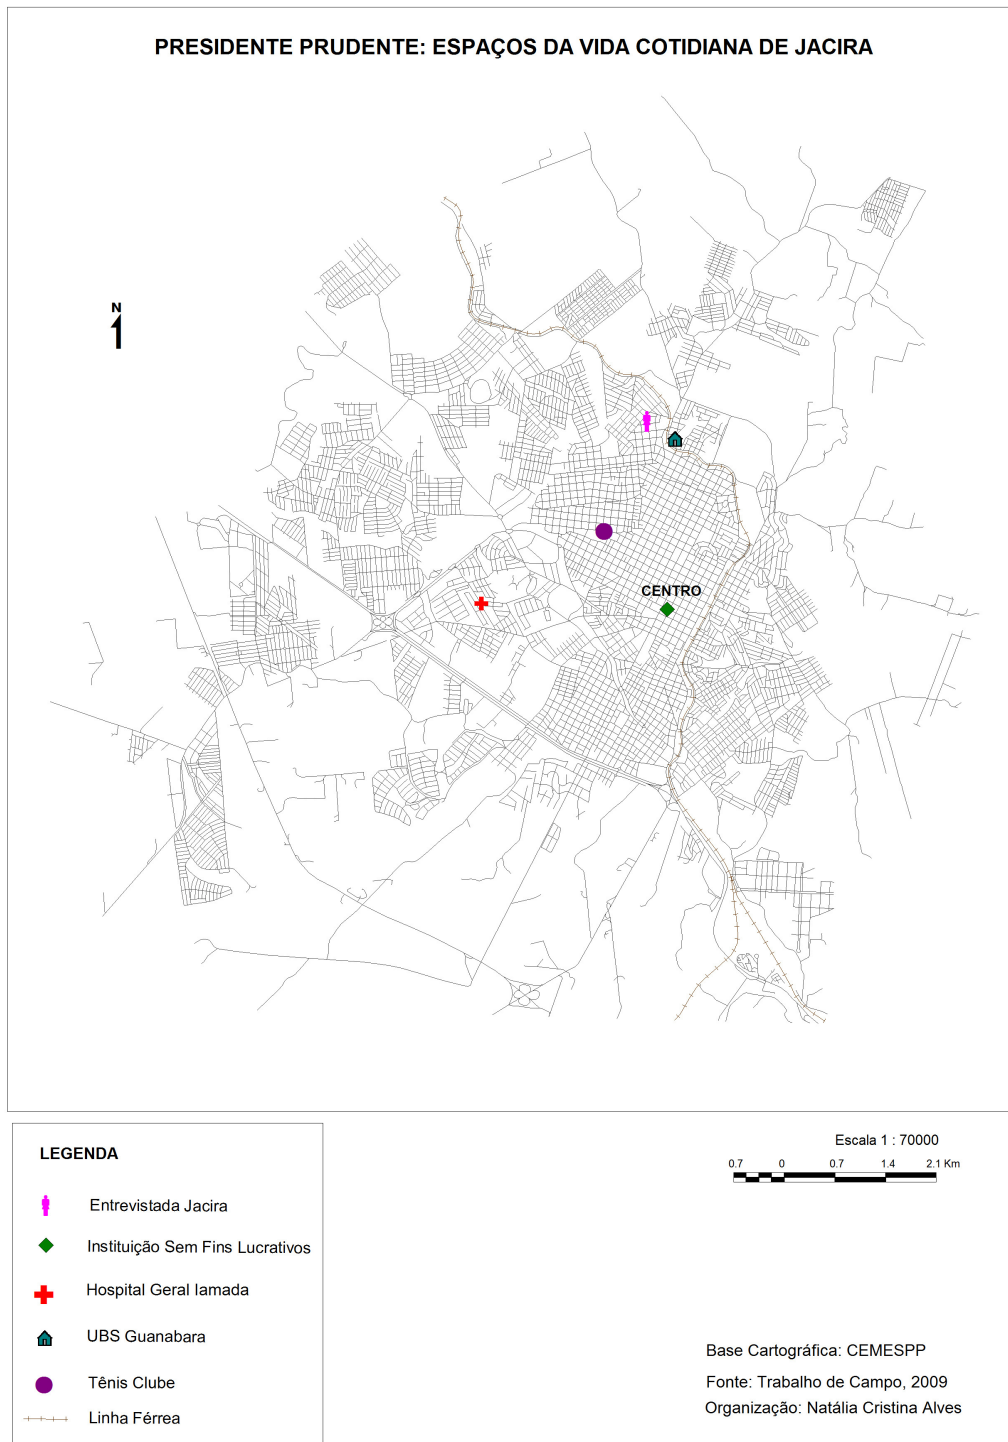 PRESIDENTE PRUDENTE: ESPAÇOS DA VIDA COTIDIANA DE JACIRA
N
CENTRO
LEGENDA
Entrevistada Jacira
Instituição Sem Fins Lucrativos
Hospital Geral Iamada
UBS Guanabara
Tênis Clube
Linha Férrea
Escala 1 : 70000
0.7 0 0.7 1.4 2.1 Km
Base Cartográfica: CEMESPP
Fonte: Trabalho de Campo, 2009
Organização: Natália Cristina Alves